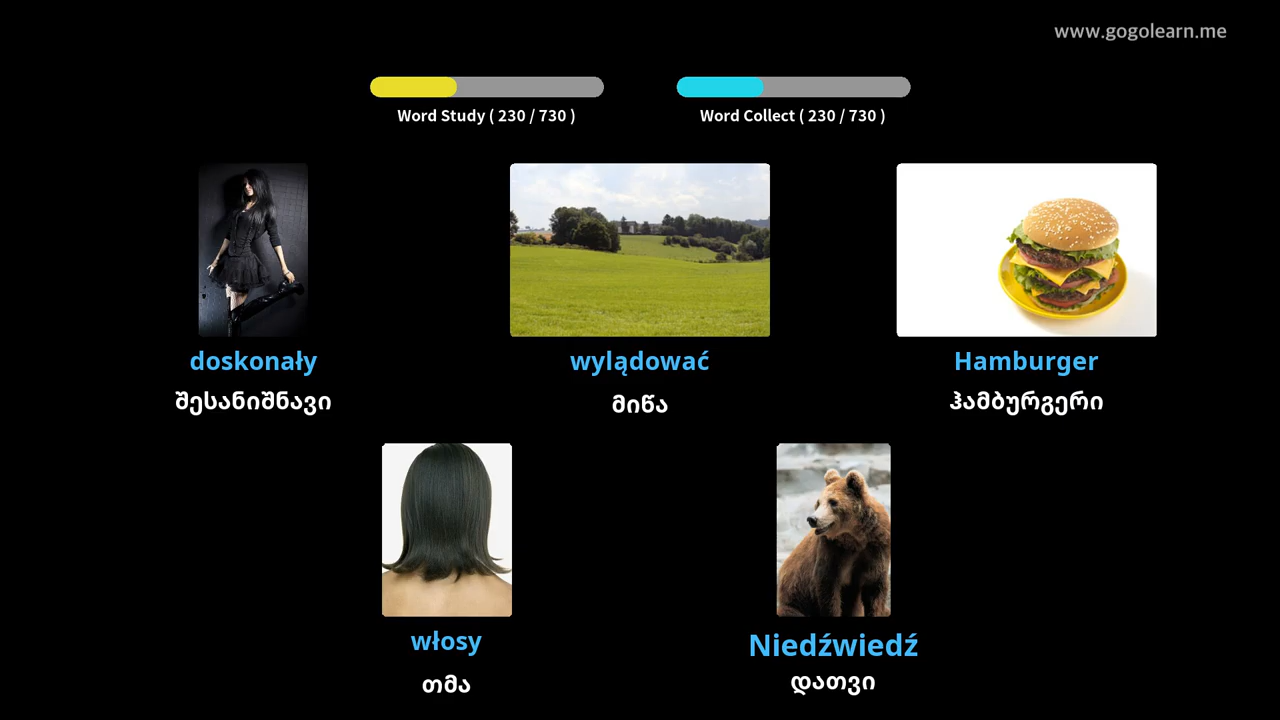 www.gogolearn.me
Word Study ( 230 / 730 )
Word Collect ( 230 / 730 )
doskonały
wylądować
Hamburger
შესანიშნავი
მიწა
ჰამბურგერი
włosy
Niedźwiedź
თმა
დათვი